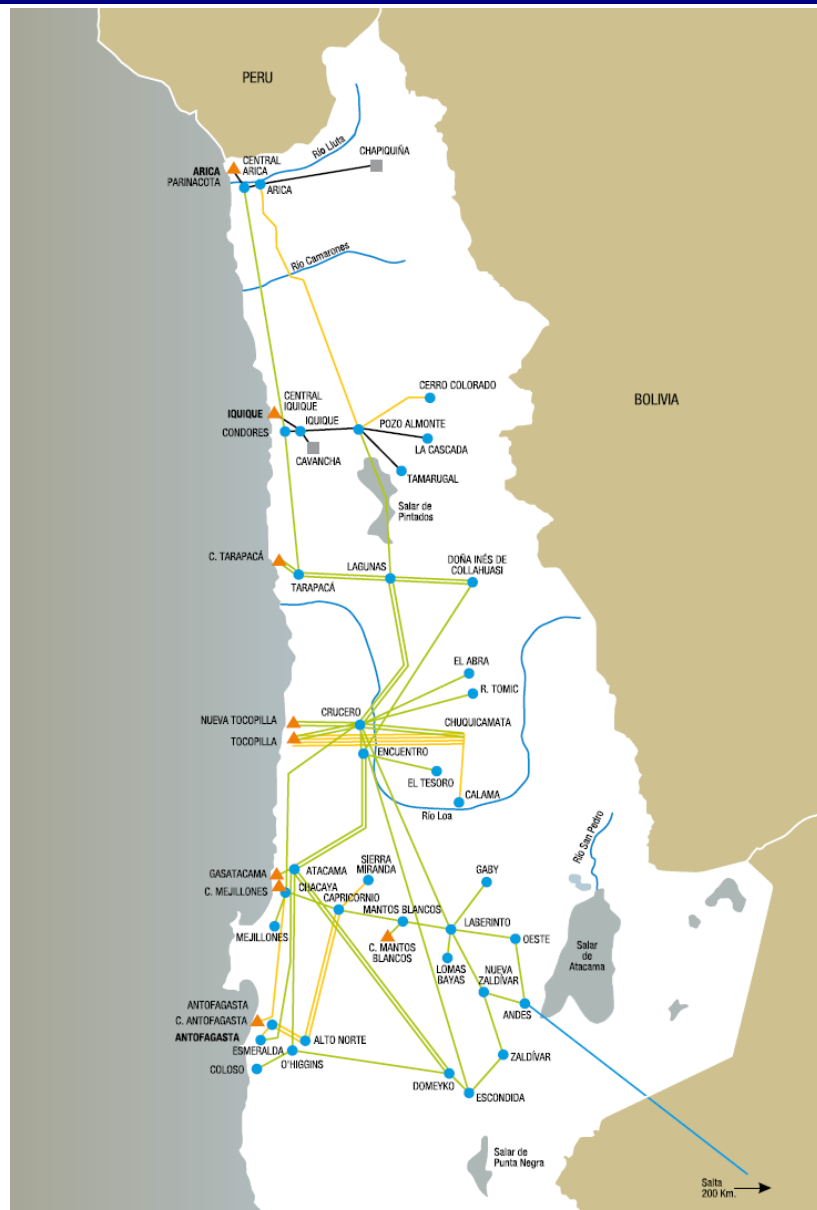 PERU
Río Lluta
CENTRAL
ARICA
CHAPIQUIÑA
ARICA
PARINACOTA
ARICA
Río Camarones
BOLIVIA
CERRO COLORADO
CENTRAL
IQUIQUE
IQUIQUE
IQUIQUE
POZO ALMONTE
CONDORES
LA CASCADA
CAVANCHA
TAMARUGAL
Salar de
Pintados
C. TARAPACÁ
LAGUNAS
DOÑA INÉS DE
COLLAHUASI
TARAPACÁ
EL ABRA
R. TOMIC
CRUCERO
NUEVA TOCOPILLA
CHUQUICAMATA
TOCOPILLA
ENCUENTRO
EL TESORO
CALAMA
Río Loa
Río San Pedro
SIERRA
MIRANDA
GASATACAMA
ATACAMA
GABY
C. MEJILLONES
CHACAYA
CAPRICORNIO
MANTOS BLANCOS
LABERINTO
MEJILLONES
C. MANTOS
BLANCOS
OESTE
LOMAS
BAYAS
NUEVA
ZALDÍVAR
Salar
de
Atacama
ANTOFAGASTA
C. ANTOFAGASTA
ANDES
ANTOFAGASTA
ESMERALDA
ALTO NORTE
O'HIGGINS
ZALDÍVAR
COLOSO
DOMEYKO
ESCONDIDA
Salar de
Punta Negra
Salta
200 Km.